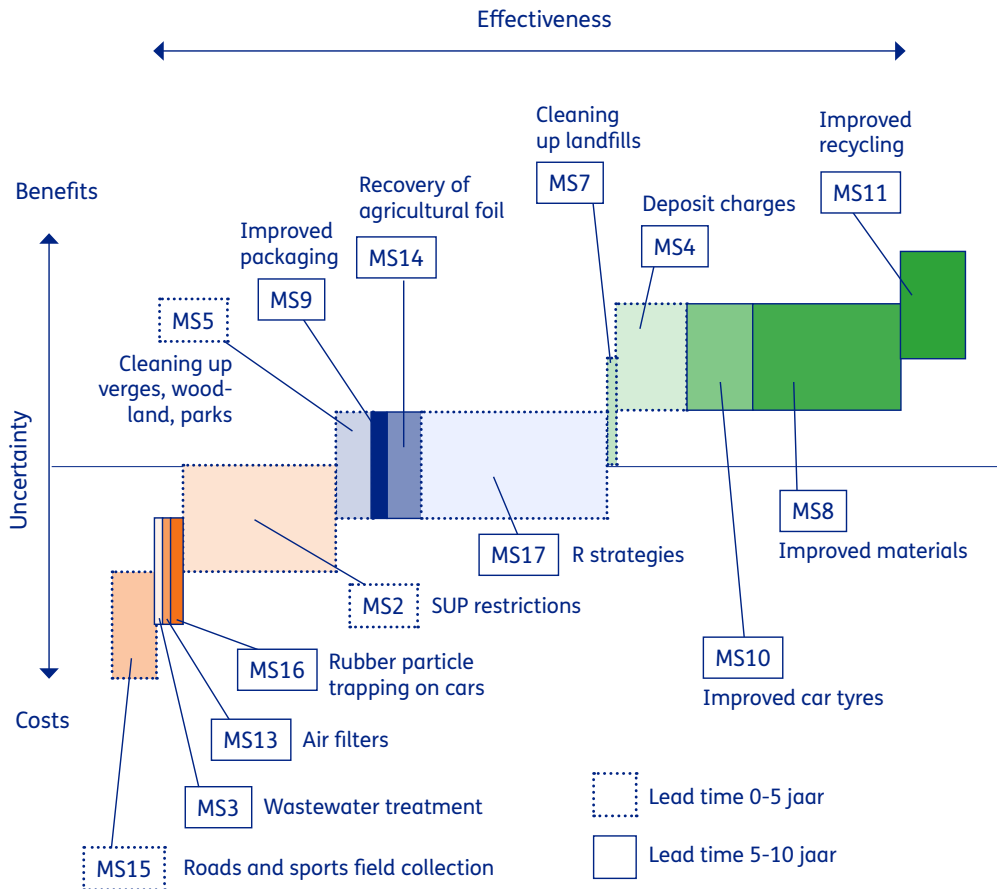 Effectiveness
Cleaning
up landfills
MS7
Improved
recycling
MS11
Benefits
Recovery of
agricultural foil
MS14
Deposit charges
MS4
Improved
packaging
MS9
MS5
Cleaning up
verges, wood-
land, parks
Uncertainty
MS8
Improved materials
MS17
R strategies
MS2
SUP restrictions
MS16
Rubber particle
trapping on cars
MS10
Improved car tyres
Costs
MS13
Air filters
MS3
Wastewater treatment
MS15
Roads and sports field collection
Lead time 0-5 jaar
Lead time 5-10 jaar